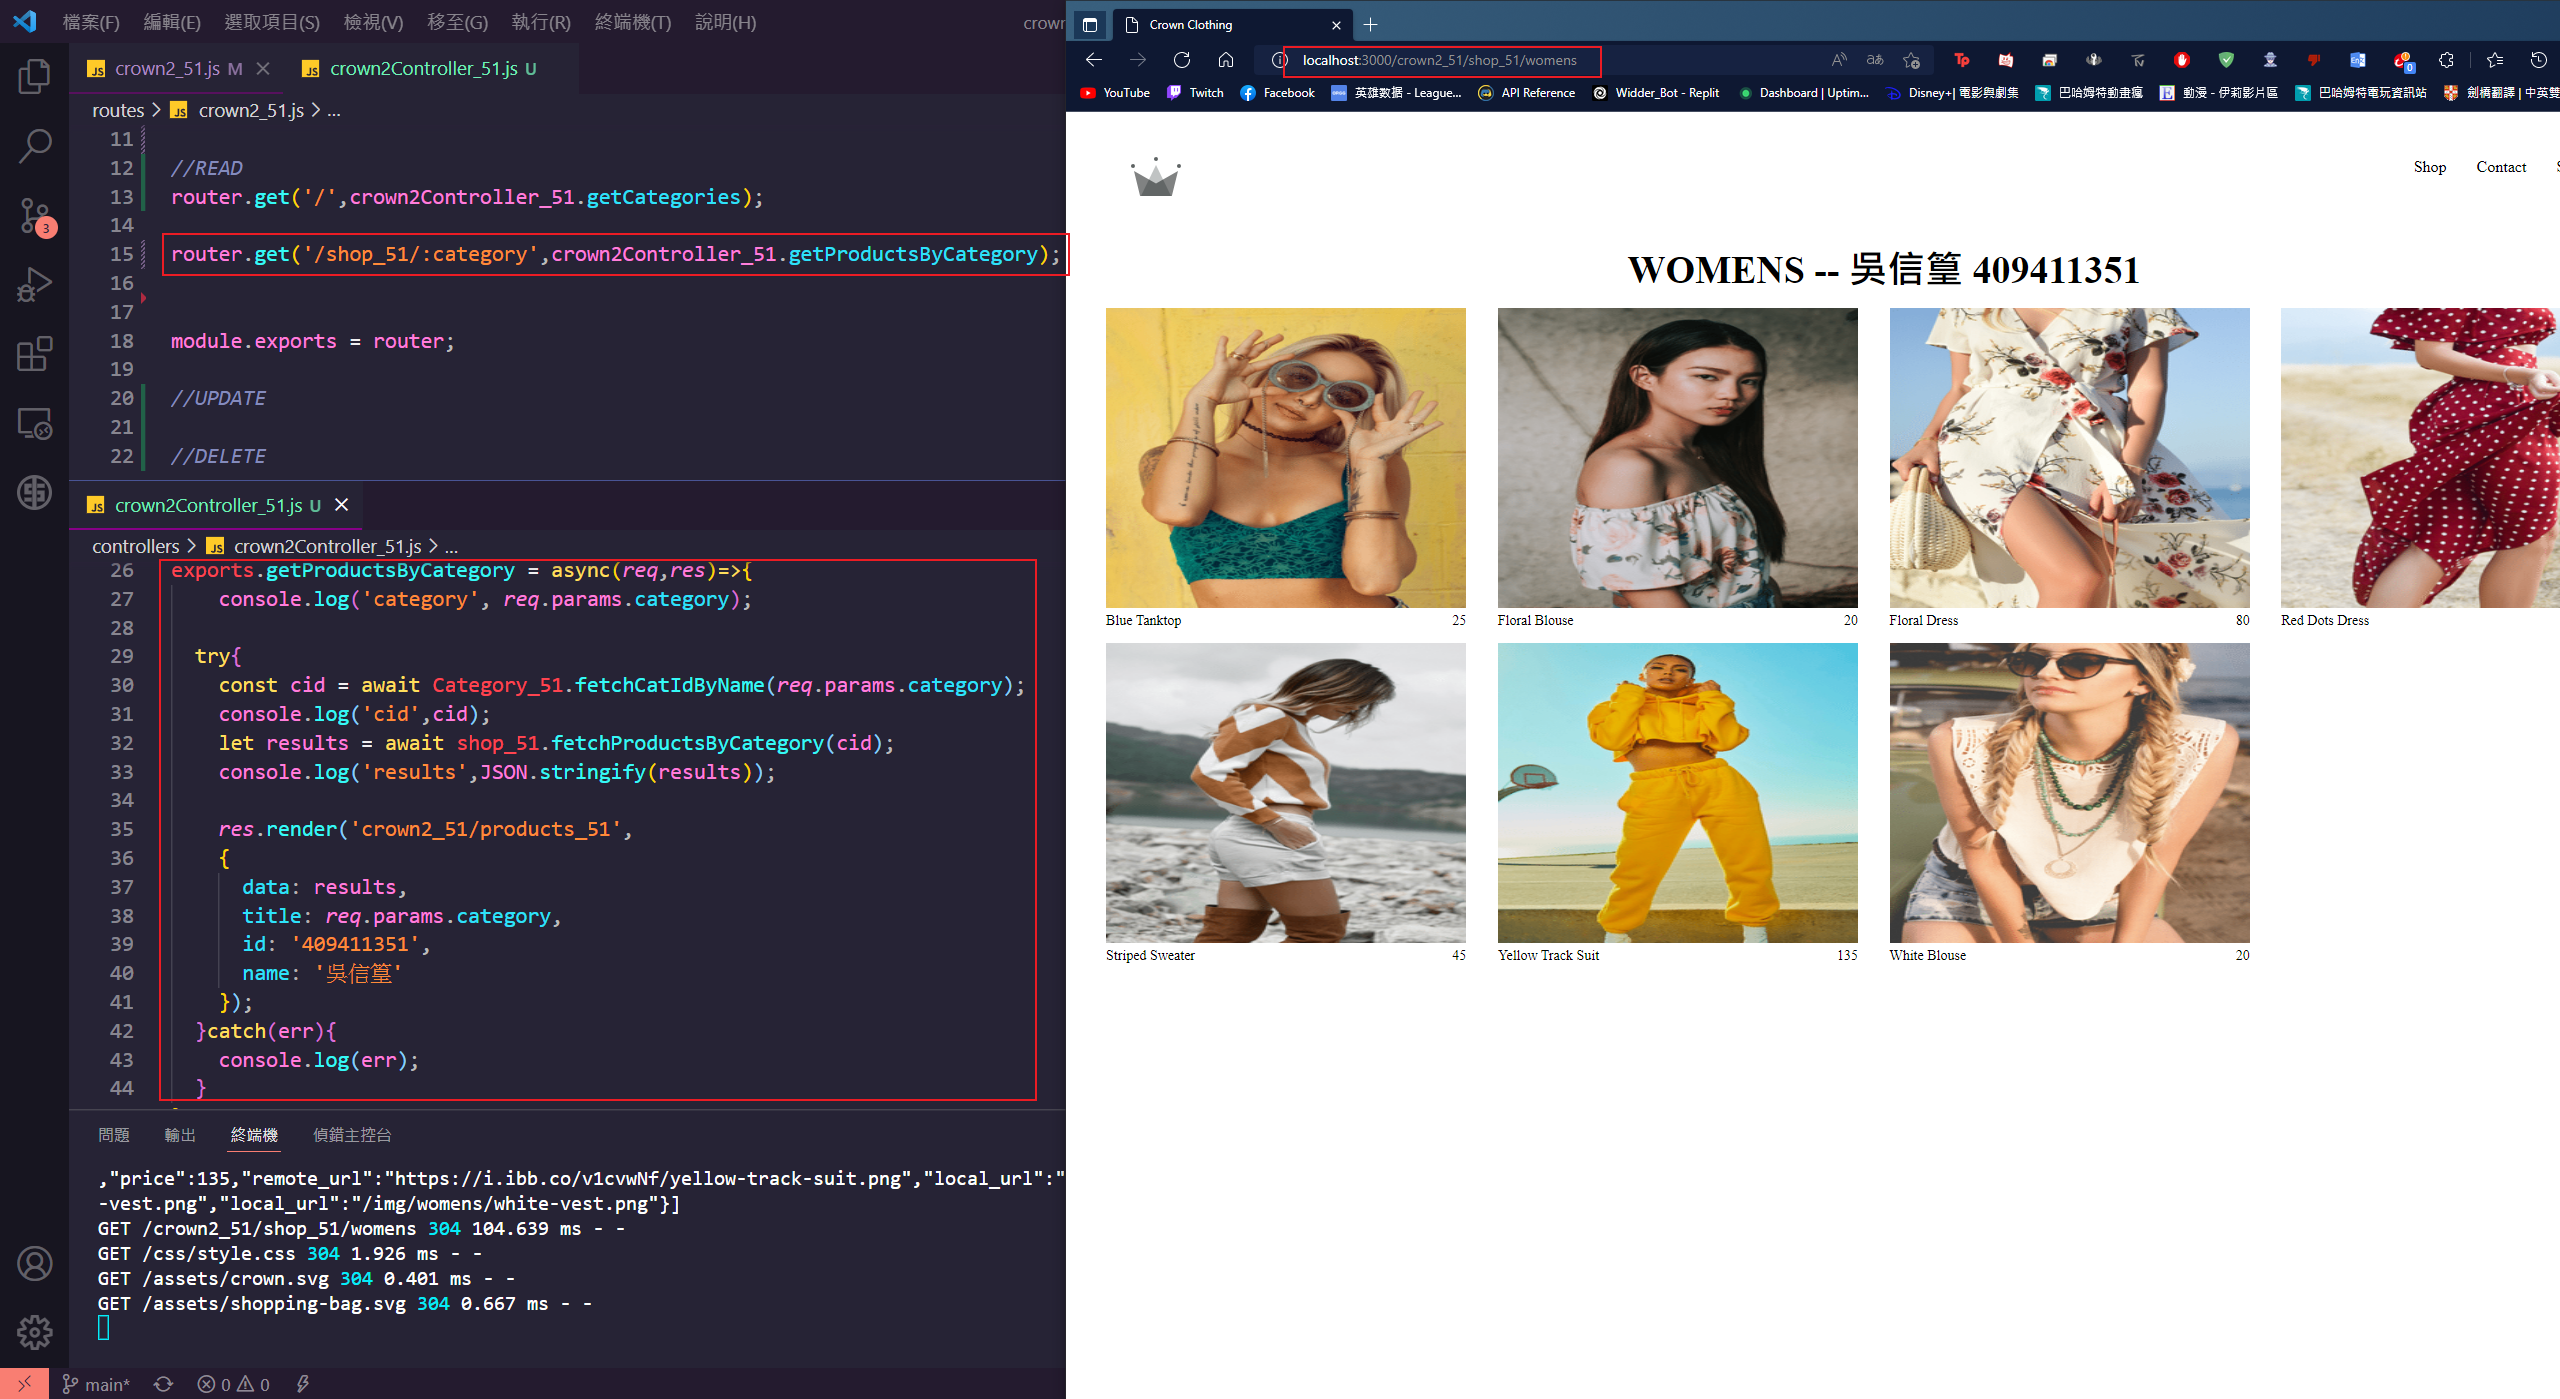 檔案(F) 編輯(E) 選取項目(S) 檢視(V) 移至(G) 執行(R) 終端機(T) 說明(H)
crown2_51.js M
crown2Controller_51.js U
routes > crown2_51.js > ...
11
12 //READ
13 router.get('/',crown2Controller_51.getCategories);
14
15 router.get('/shop_51/:category',crown2Controller_51.getProductsByCategory);
16
17
18 module.exports = router;
19
20 //UPDATE
21
22 //DELETE
3
crown2Controller_51.js U
controllers > crown2Controller_51.js > ...
26 exports.getProductsByCategory = async(req,res)=>{
27 console.log('category', req.params.category);
28
29 try{
30 const cid = await Category_51.fetchCatIdByName(req.params.category);
31 console.log('cid',cid);
32 let results = await shop_51.fetchProductsByCategory(cid);
33 console.log('results',JSON.stringify(results));
34
35 res.render('crown2_51/products_51',
36 {
37 data: results,
38 title: req.params.category,
39 id: '409411351',
40 name: '吳信篁'
41 });
42 }catch(err){
43 console.log(err);
44 }
問題 輸出 終端機 偵錯主控台
,"price":135,"remote_url":"https://i.ibb.co/v1cvwNf/yellow-track-suit.png","local_url":"
-vest.png","local_url":"/img/womens/white-vest.png"}]
GET /crown2_51/shop_51/womens 304 104.639 ms - -
GET /css/style.css 304 1.926 ms - -
GET /assets/crown.svg 304 0.401 ms - -
GET /assets/shopping-bag.svg 304 0.667 ms - -
main* 0 0
Crown Clothing
localhost:3000/crown2_51/shop_51/womens
YouTube Twitch Facebook 英雄数据 - League... API Reference Widder_Bot - Replit Dashboard | Uptim... Disney+| 電影與劇集 巴哈姆特動畫瘋 動漫 - 伊莉影片區 巴哈姆特電玩資訊站 劍橋翻譯 | 中英雙
Shop Contact
WOMENS -- 吳信篁 409411351
Blue Tanktop 25
Floral Blouse 20
Floral Dress 80
Red Dots Dress
Striped Sweater 45
Yellow Track Suit 135
White Blouse 20